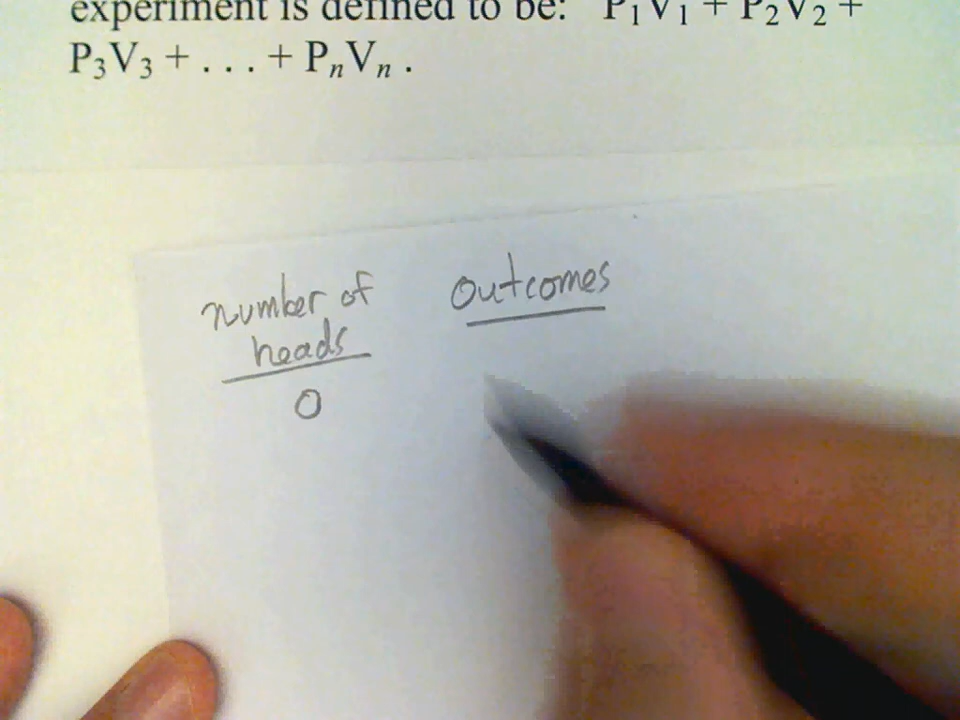 experiment is defined to be: P₁V₁ + P₂V₂ +
P₃V₃ + . . . + PₙVₙ .
number of outcomes
heads
0